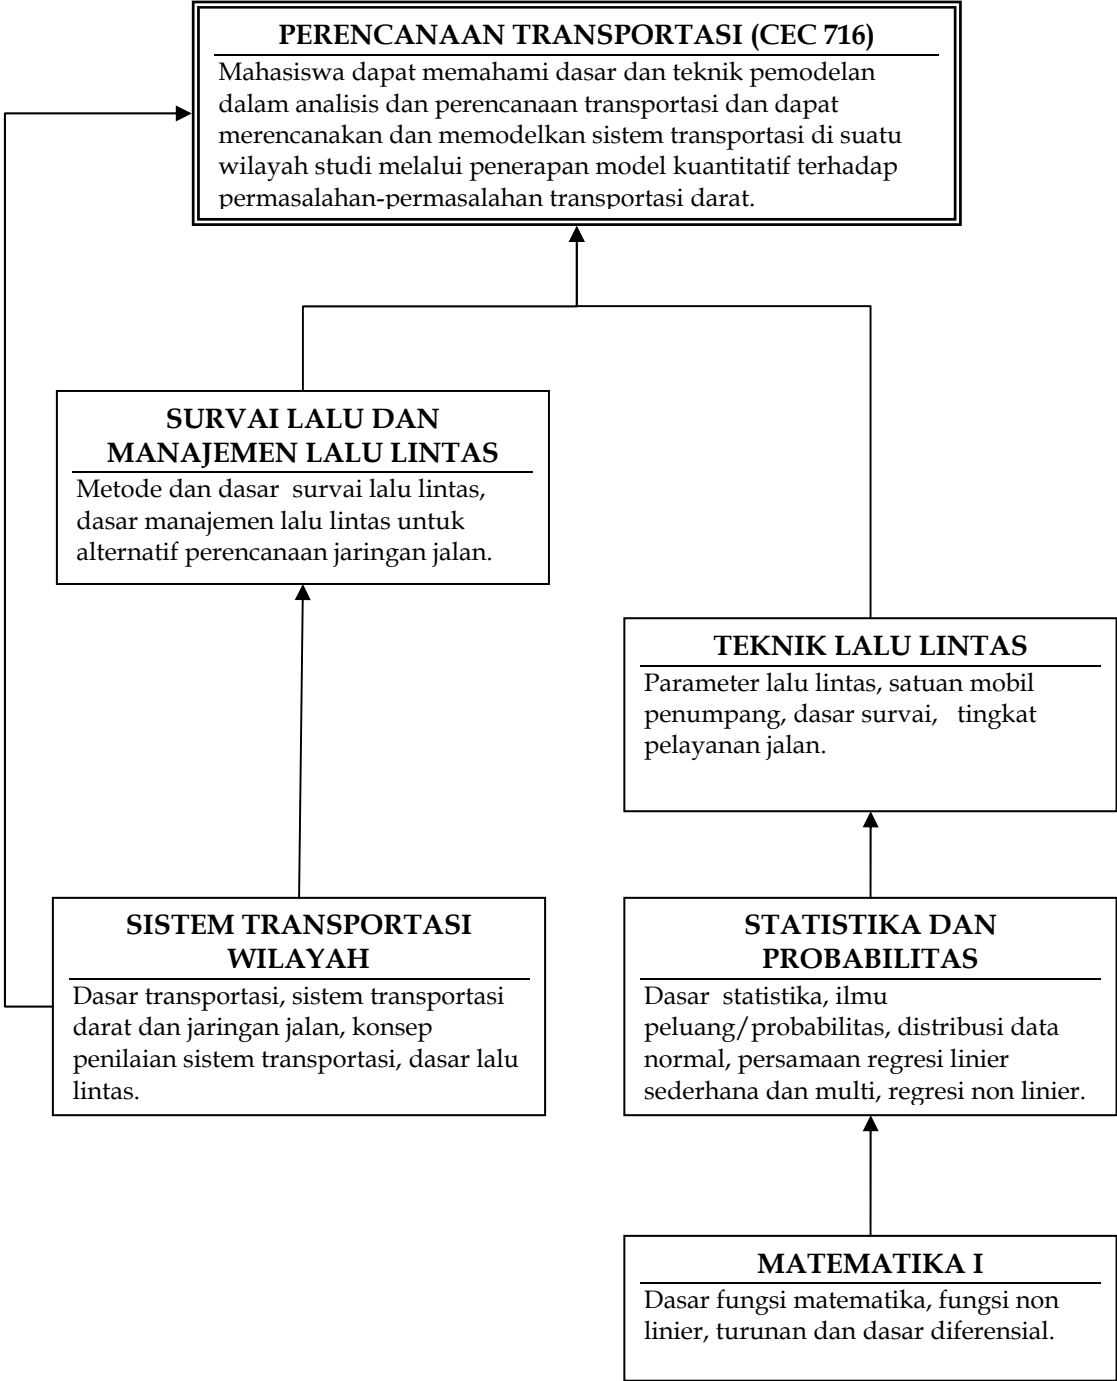 PERENCANAAN TRANSPORTASI (CEC 716)
Mahasiswa dapat memahami dasar dan teknik pemodelan
dalam analisis dan perencanaan transportasi dan dapat
merencanakan dan memodelkan sistem transportasi di suatu
wilayah studi melalui penerapan model kuantitatif terhadap
permasalahan-permasalahan transportasi darat.
SURVAI LALU DAN
MANAJEMEN LALU LINTAS
Metode dan dasar survai lalu lintas,
dasar manajemen lalu lintas untuk
alternatif perencanaan jaringan jalan.
TEKNIK LALU LINTAS
Parameter lalu lintas, satuan mobil
penumpang, dasar survai, tingkat
pelayanan jalan.
SISTEM TRANSPORTASI
WILAYAH
Dasar transportasi, sistem transportasi
darat dan jaringan jalan, konsep
penilaian sistem transportasi, dasar lalu
lintas.
STATISTIKA DAN
PROBABILITAS
Dasar statistika, ilmu
peluang/probabilitas, distribusi data
normal, persamaan regresi linier
sederhana dan multi, regresi non linier.
MATEMATIKA I
Dasar fungsi matematika, fungsi non
linier, turunan dan dasar diferensial.